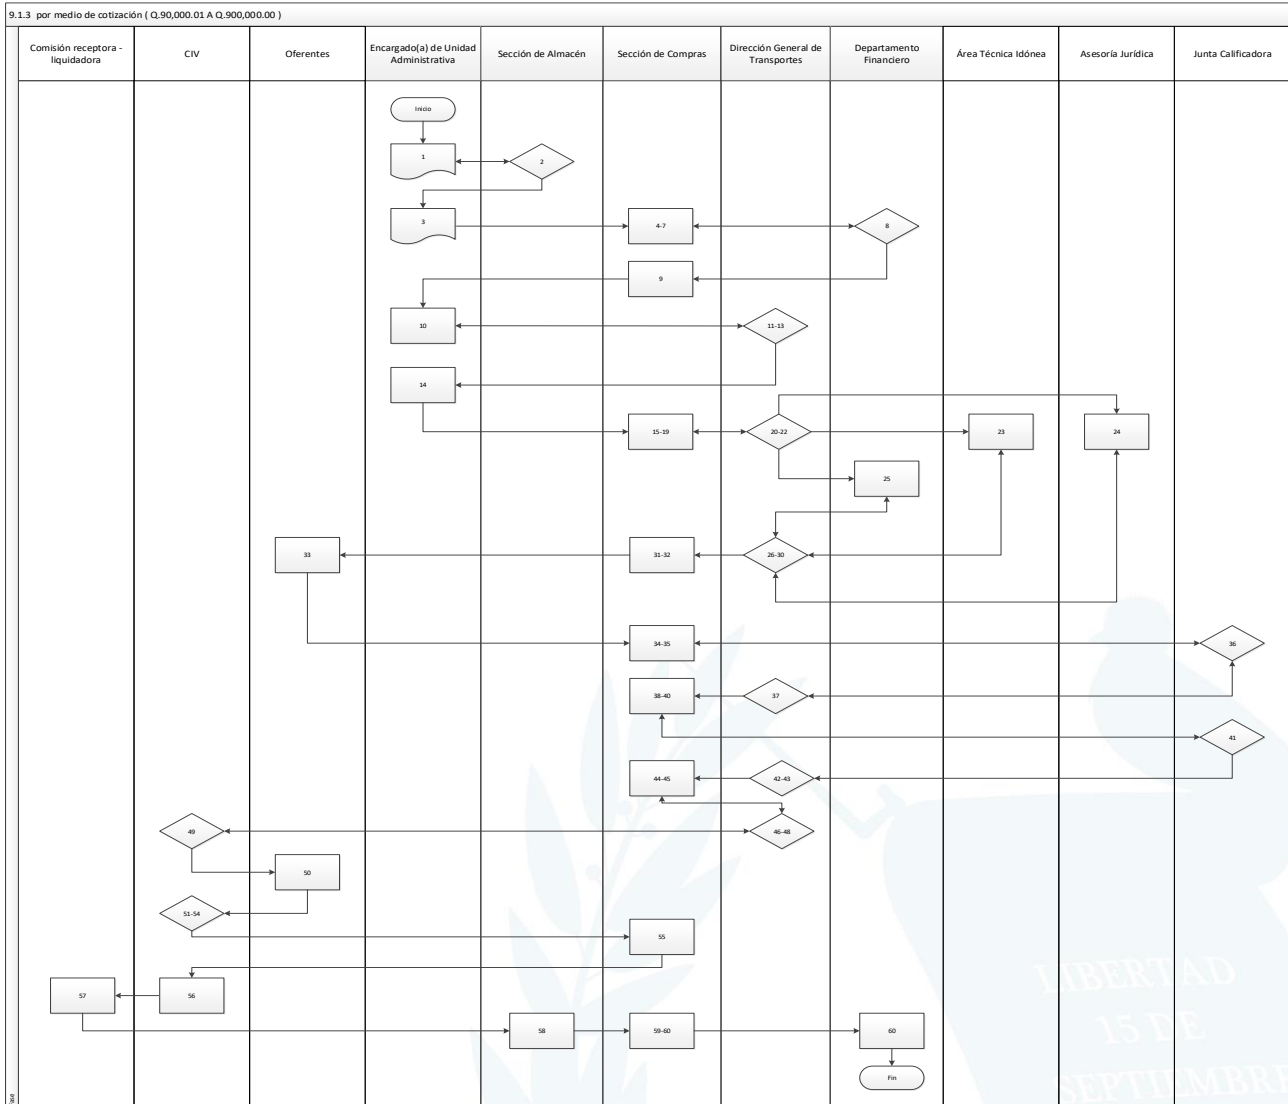 9.1.3 por medio de cotización ( Q.90,000.01 A Q.900,000.00 )
Comisión receptora -
liquidadora
CIV
Oferentes
Encargado(a) de Unidad
Administrativa
Sección de Almacén
Sección de Compras
Dirección General de
Transportes
Departamento
Financiero
Área Técnica Idónea
Asesoría Jurídica
Junta Calificadora
Inicio
1
2
3
4-7
8
9
10
11-13
14
15-19
20-22
23
24
25
33
31-32
26-30
34-35
36
38-40
37
41
44-45
42-43
49
46-48
50
51-54
55
57
56
58
59-60
60
Fin
LIBERTAD
15 DE
SEPTIEMBRE